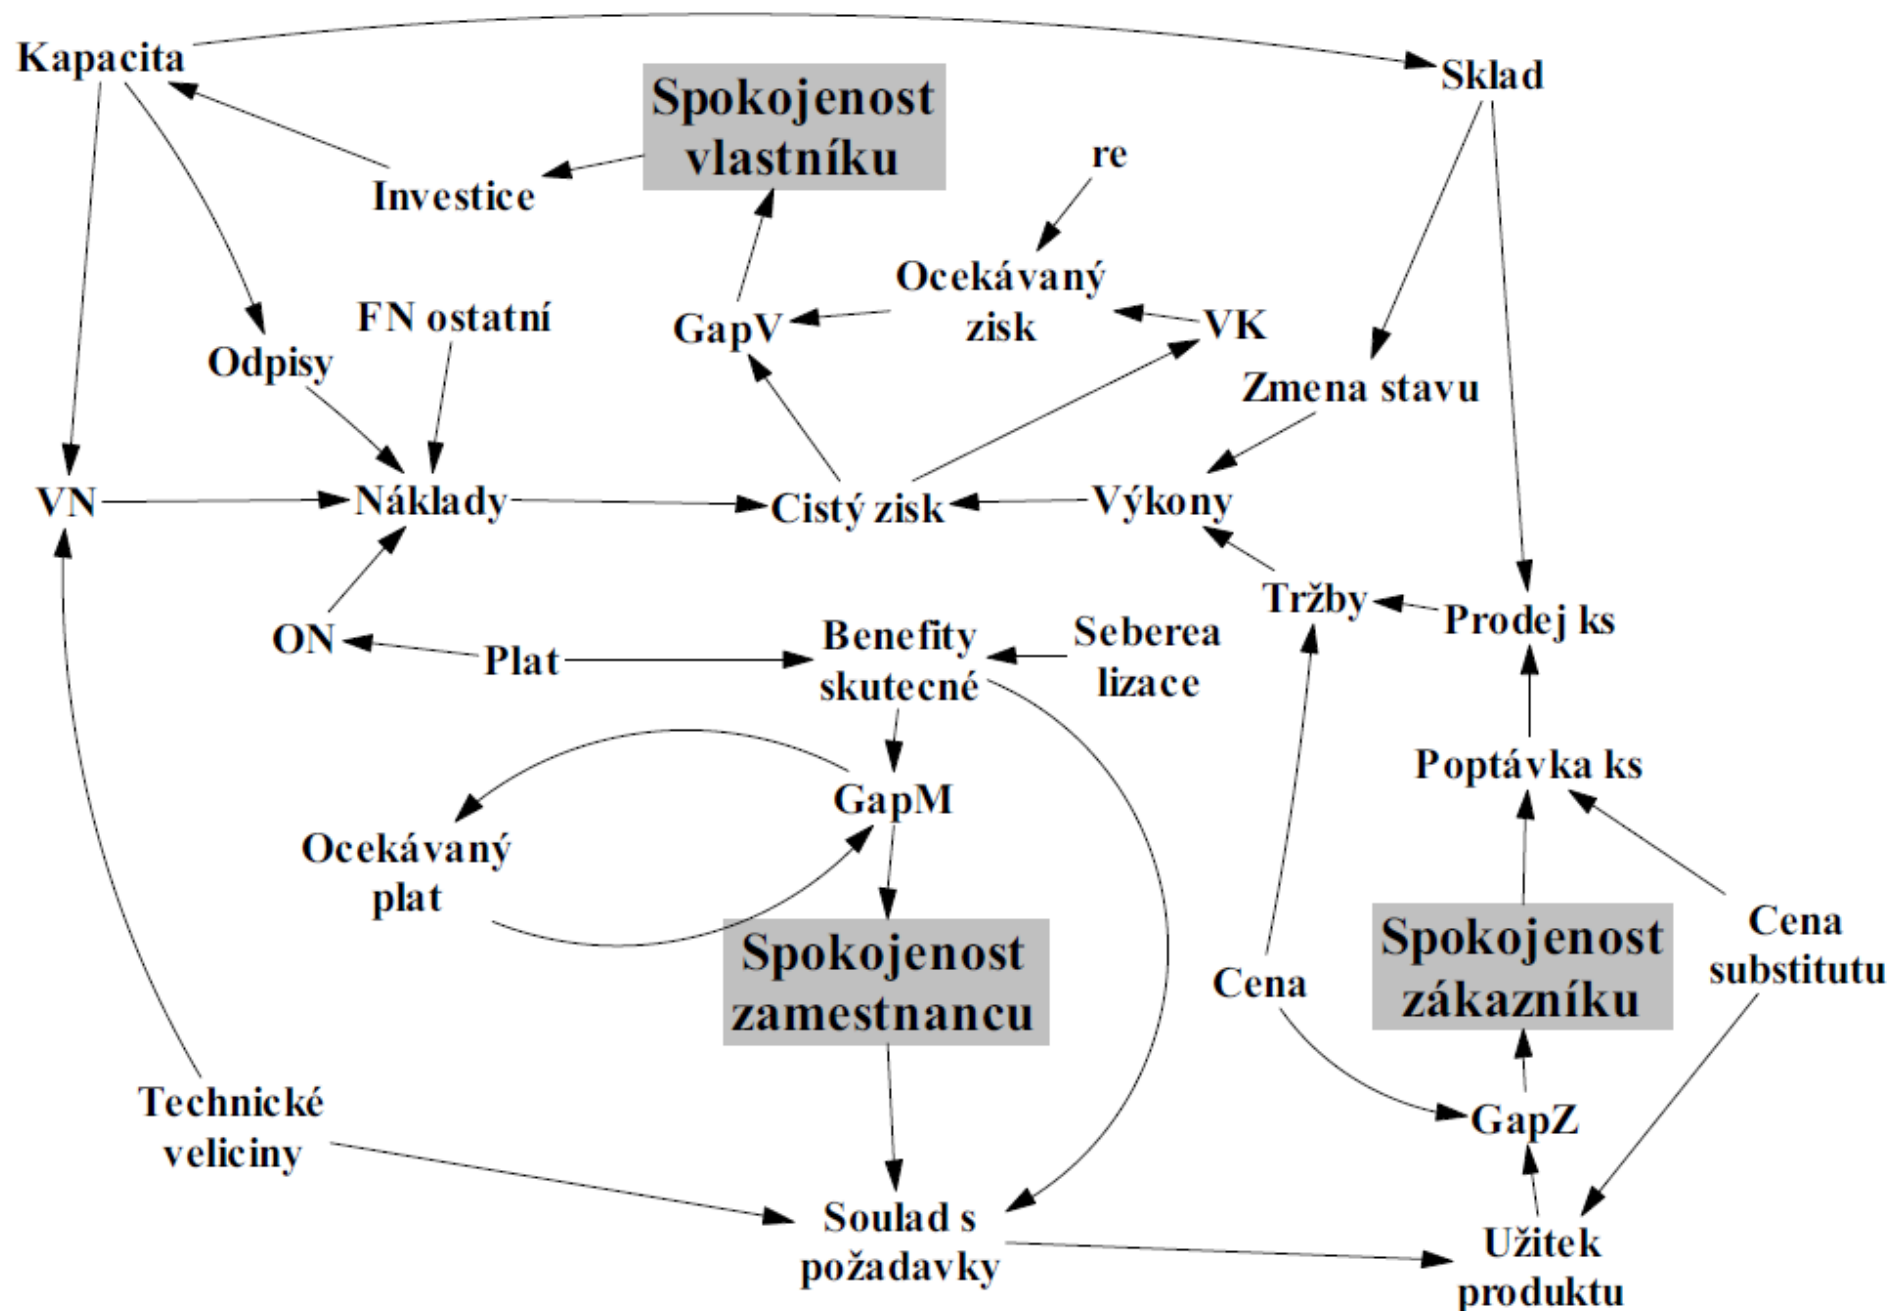 Kapacita
Sklad
Spokojenost
vlastníku
re
Investice
Ocekávaný
zisk
FN ostatní
GapV
VK
Odpisy
Zmena stavu
VN
Náklady
Cistý zisk
Výkony
Tržby
Prodej ks
ON
Plat
Benefity
skutecné
Seberea
lizace
Poptávka ks
GapM
Ocekávaný
plat
Spokojenost
zamestnancu
Cena
Spokojenost
zákazníku
Cena
substitutu
Technické
veliciny
GapZ
Soulad s
požadavky
Užitek
produktu